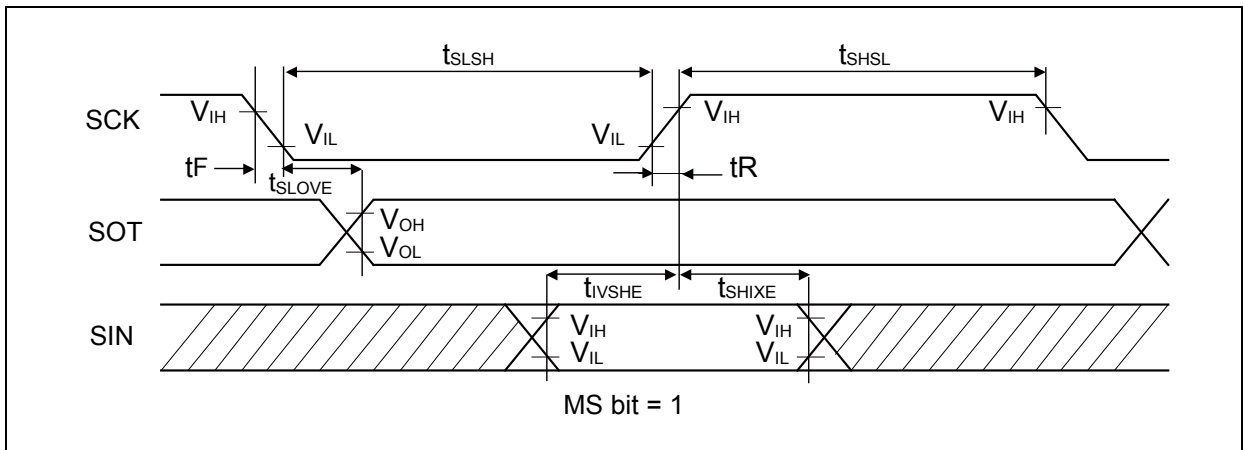 tSLSH
tSHSL
SCK
VIH
VIL
VIL
VIH
VIH
tF
tSLOVE
tR
SOT
VOH
VOL
tIVSHE
tSHIXE
SIN
VIH
VIL
VIH
VIL
MS bit = 1